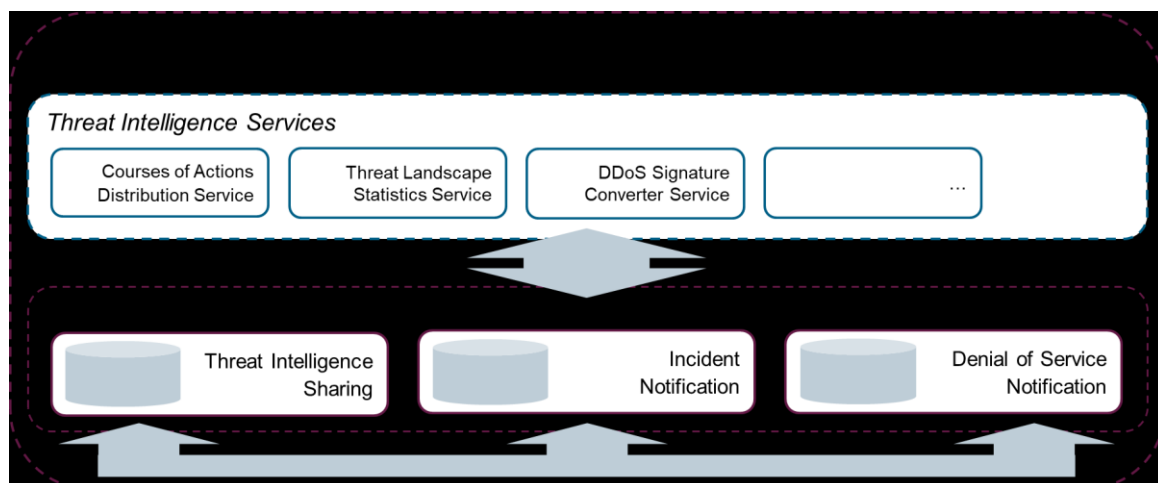 Threat Intelligence Services
Courses of Actions
Distribution Service
Threat Landscape
Statistics Service
DDoS Signature
Converter Service
...
Threat Intelligence
Sharing
Incident
Notification
Denial of Service
Notification